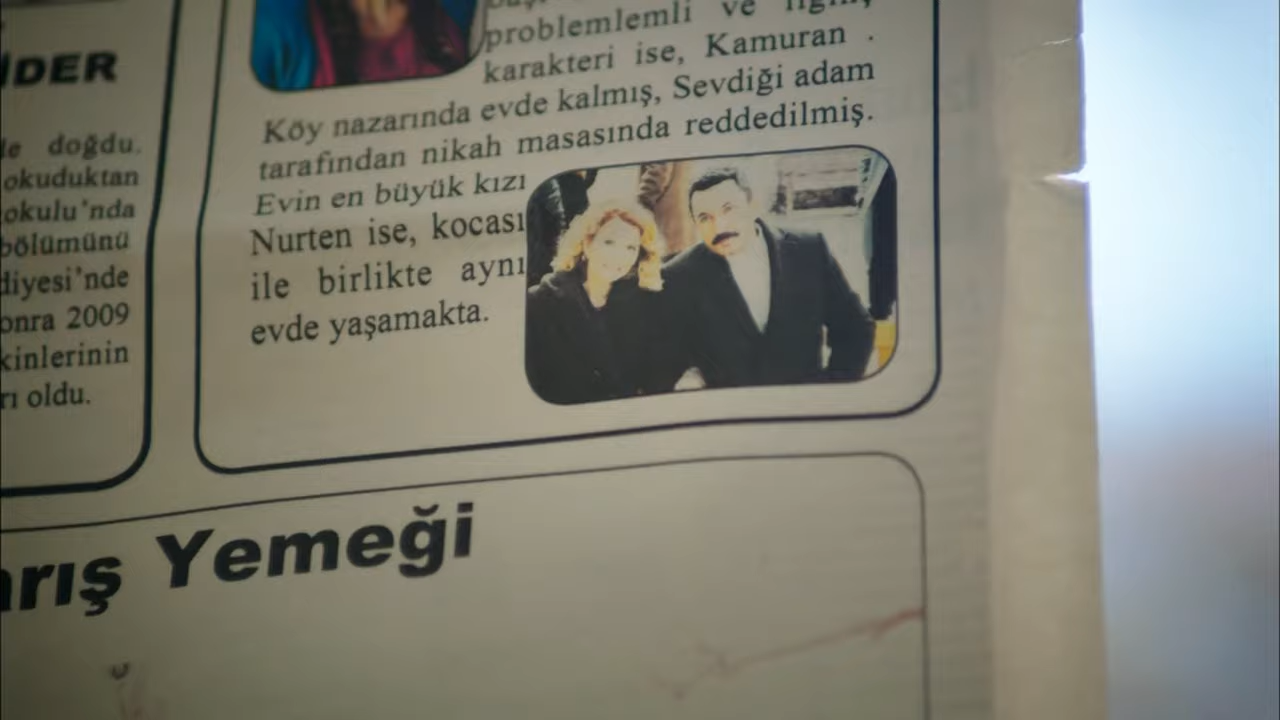 DER
doğdu.
okuduktan
okulu'nda
bölümünü
diyesi'nde
onra 2009
kinlerinin
rı oldu.
problemlemli ve
karakteri ise, Kamuran .
Köy nazarında evde kalmış, Sevdiği adam
tarafından nikah masasında reddedilmiş.
Evin en büyük kızı
Nurten ise, kocası
ile birlikte aynı
evde yaşamakta.
arış Yemeği